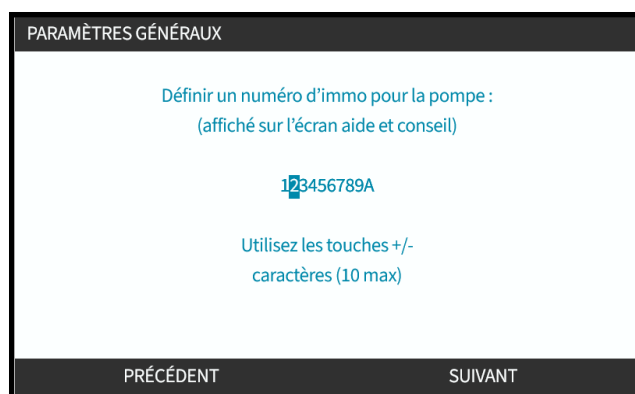 PARAMÈTRES GÉNÉRAUX
Définir un numéro d'immo pour la pompe :
(affiché sur l'écran aide et conseil)
123456789A
Utilisez les touches +/-
caractères (10 max)
PRÉCÉDENT SUIVANT